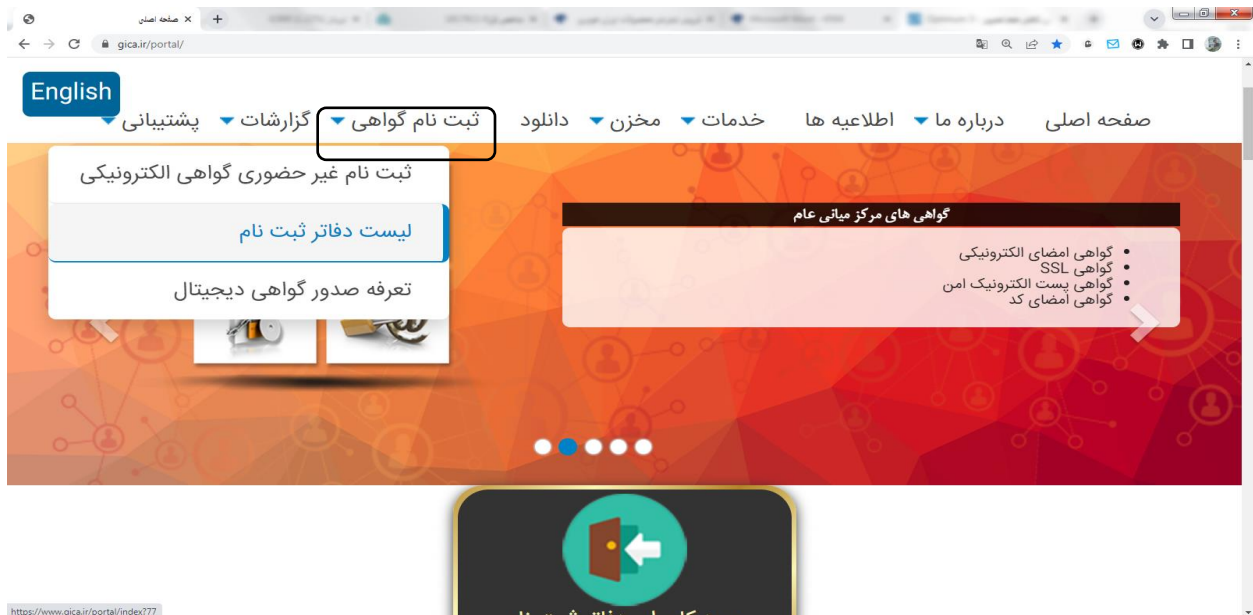 صفحه اصلی
gica.ir/portal/
English
صفحه اصلی
درباره ما
اطلاعیه ها
خدمات
مخزن
دانلود
ثبت نام گواهی
گزارشات
پشتیبانی
ثبت نام غیر حضوری گواهی الکترونیکی
لیست دفاتر ثبت نام
تعرفه صدور گواهی دیجیتال
گواهی های مرکز میانی عام
گواهی امضای الکترونیکی
گواهی SSL
گواهی پست الکترونیک امن
گواهی امضای کد
https://www.gica.ir/portal/index?77